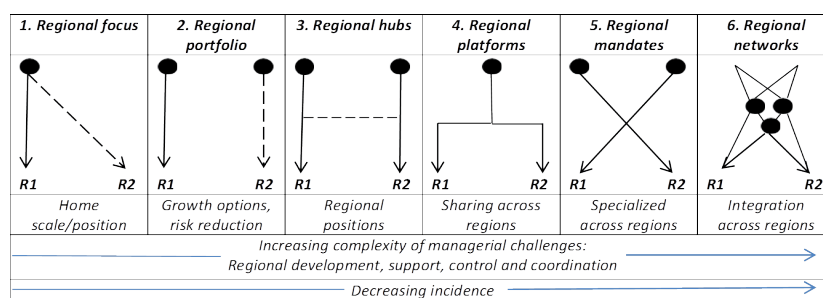 1. Regional focus
2. Regional
portfolio
3. Regional hubs
4. Regional
platforms
5. Regional
mandates
6. Regional
networks
R1 R2
R1 R2
R1 R2
R1 R2
R1 R2
R1 R2
Home
scale/position
Growth options,
risk reduction
Regional
positions
Sharing across
regions
Specialized
across regions
Integration
across regions
Increasing complexity of managerial challenges:
Regional development, support, control and coordination
Decreasing incidence